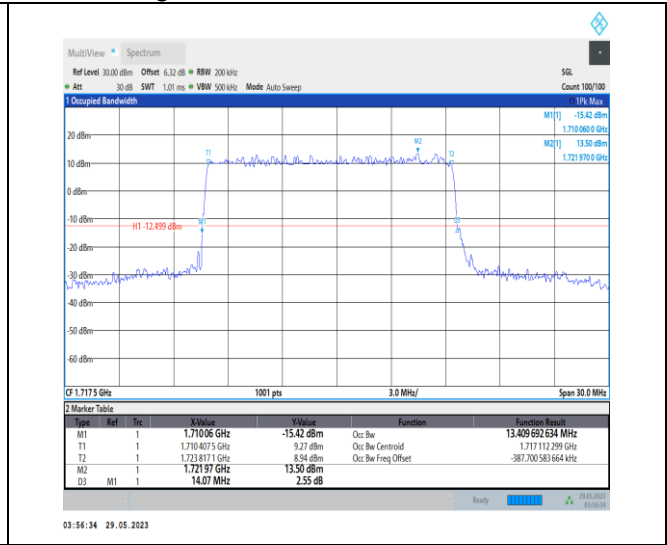 MultiView Spectrum
Ref Level 30.00 dBm Offset 6.32 dB RBW 200 kHz SGL
Att 30 dB SWT 1.01 ms VBW 500 kHz Mode Auto Sweep Count 100/100
1 Occupied Bandwidth 1Pk Max
M1[1] -15.42 dBm
1.710 060 0 GHz
M2[1] 13.50 dBm
1.721 970 0 GHz
20 dBm
M2
T1 T2
10 dBm
0 dBm
-10 dBm
H1 -12.499 dBm M1 D3
-20 dBm
-30 dBm
-40 dBm
-50 dBm
-60 dBm
CF 1.717 5 GHz 1001 pts 3.0 MHz/ Span 30.0 MHz
2 Marker Table
Type Ref Trc X-Value Y-Value Function Function Result
M1 1 1.710 06 GHz -15.42 dBm Occ Bw 13.409 692 634 MHz
T1 1 1.710 407 5 GHz 9.27 dBm Occ Bw Centroid 1.717 112 299 GHz
T2 1 1.723 817 1 GHz 8.94 dBm Occ Bw Freq Offset -387.700 583 664 kHz
M2 1 1.721 97 GHz 13.50 dBm
D3 M1 1 14.07 MHz 2.55 dB
Ready 29.05.2023
03:56:34
03:56:34 29.05.2023